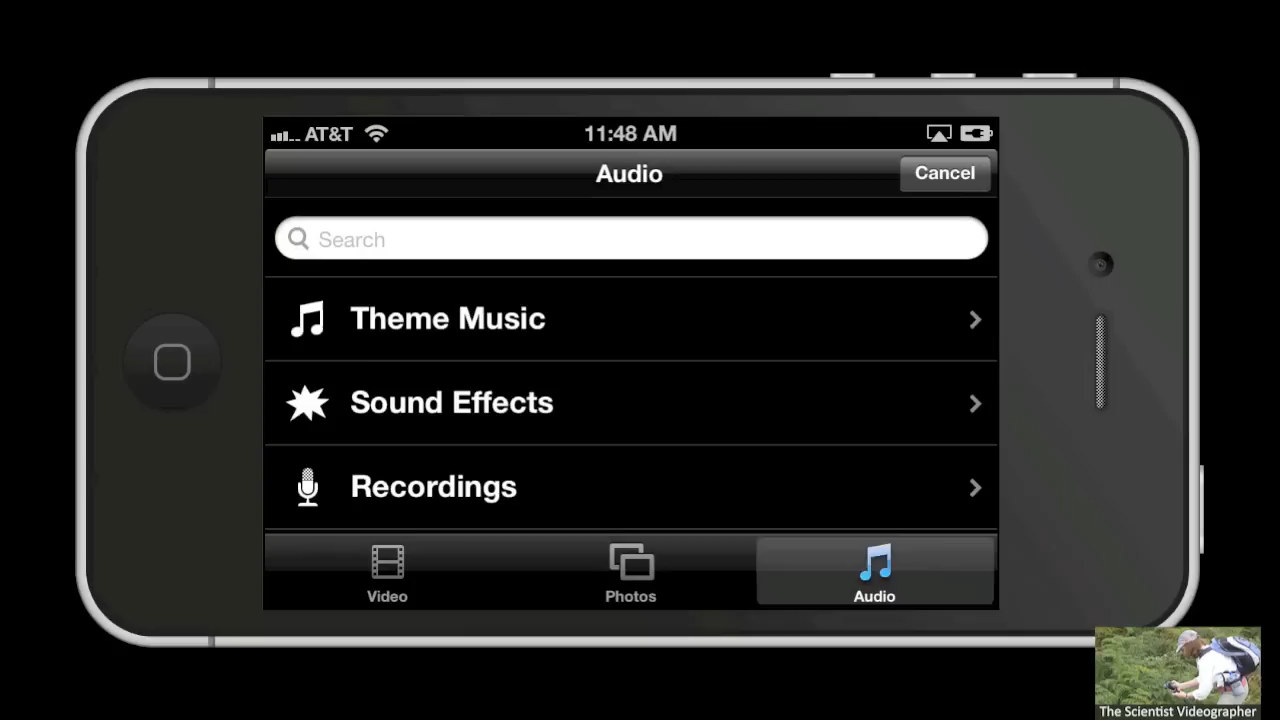 AT&T
11:48 AM
Audio
Cancel
Search
Theme Music
Sound Effects
Recordings
Video
Photos
Audio
The Scientist Videographer